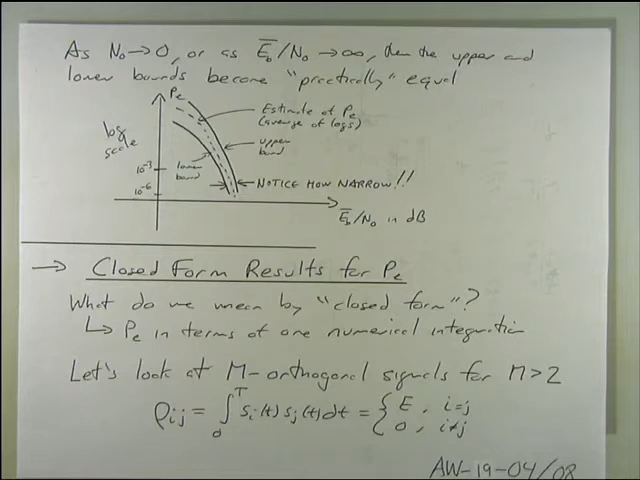 As N₀→0, or as E̅b/N₀ →∞, then the upper and
lower bounds become "practically" equal
Pe
log
scale
Estimate of Pe
(average of logs)
upper
bound
lower
bound
10⁻³
10⁻⁶
NOTICE HOW NARROW!!
E̅b/N₀ in dB
→ Closed Form Results for Pe
What do we mean by "closed form"?
↳ Pe in terms of one numerical integration
Let's look at M-orthogonal signals for M>2
ρij = ∫₀ᵀ si(t) sj(t) dt = { E, i=j
0, i≠j
AW-19-04/08